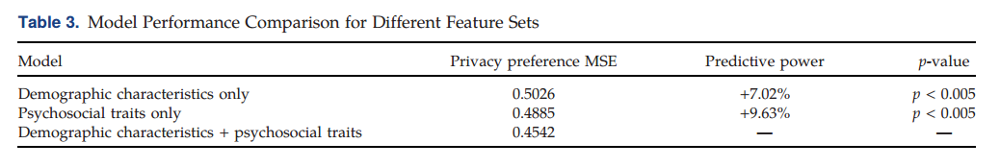 Table 3. Model Performance Comparison for Different Feature Sets
Model Privacy preference MSE Predictive power p-value
Demographic characteristics only 0.5026 +7.02% p < 0.005
Psychosocial traits only 0.4885 +9.63% p < 0.005
Demographic characteristics + psychosocial traits 0.4542 — —